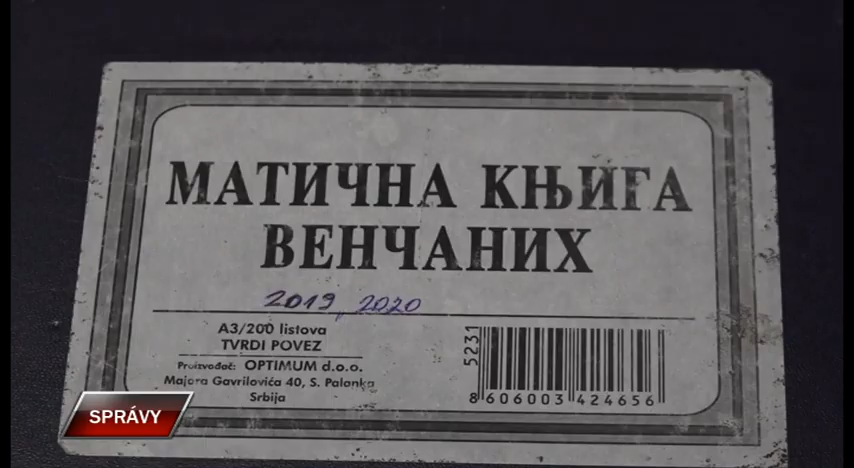 МАТИЧНА КЊИГА
ВЕНЧАНИХ
2019, 2020
A3/200 listova
TVRDI POVEZ
Proizvođač: OPTIMUM d.o.o.
Majora Gavrilovića 40, S. Palanka
Srbija
5231
8 606003 424656
SPRÁVY